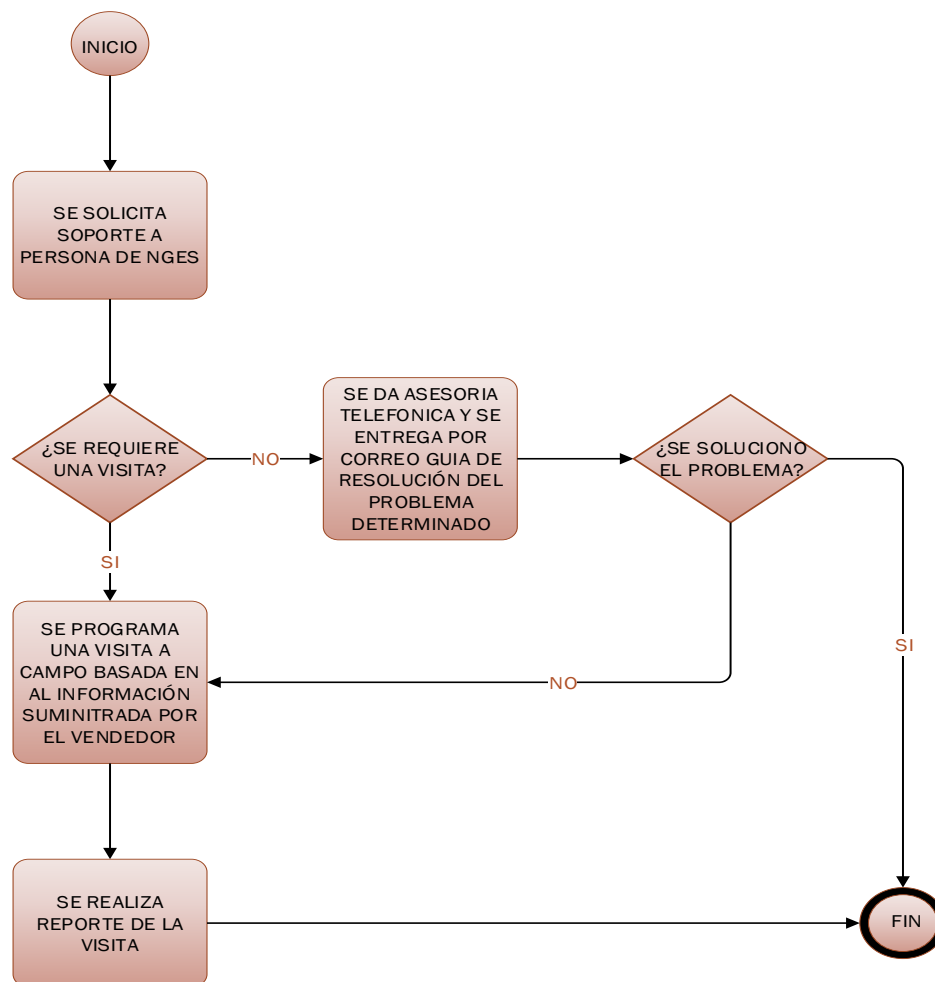 INICIO
SE SOLICITA
SOPORTE A
PERSONA DE NGES
¿SE REQUIERE
UNA VISITA?
NO
SE DA ASESORIA
TELEFONICA Y SE
ENTREGA POR
CORREO GUIA DE
RESOLUCIÓN DEL
PROBLEMA
DETERMINADO
¿SE SOLUCIONO
EL PROBLEMA?
SI
SE PROGRAMA
UNA VISITA A
CAMPO BASADA EN
AL INFORMACIÓN
SUMINITRADA POR
EL VENDEDOR
NO
SI
SE REALIZA
REPORTE DE LA
VISITA
FIN